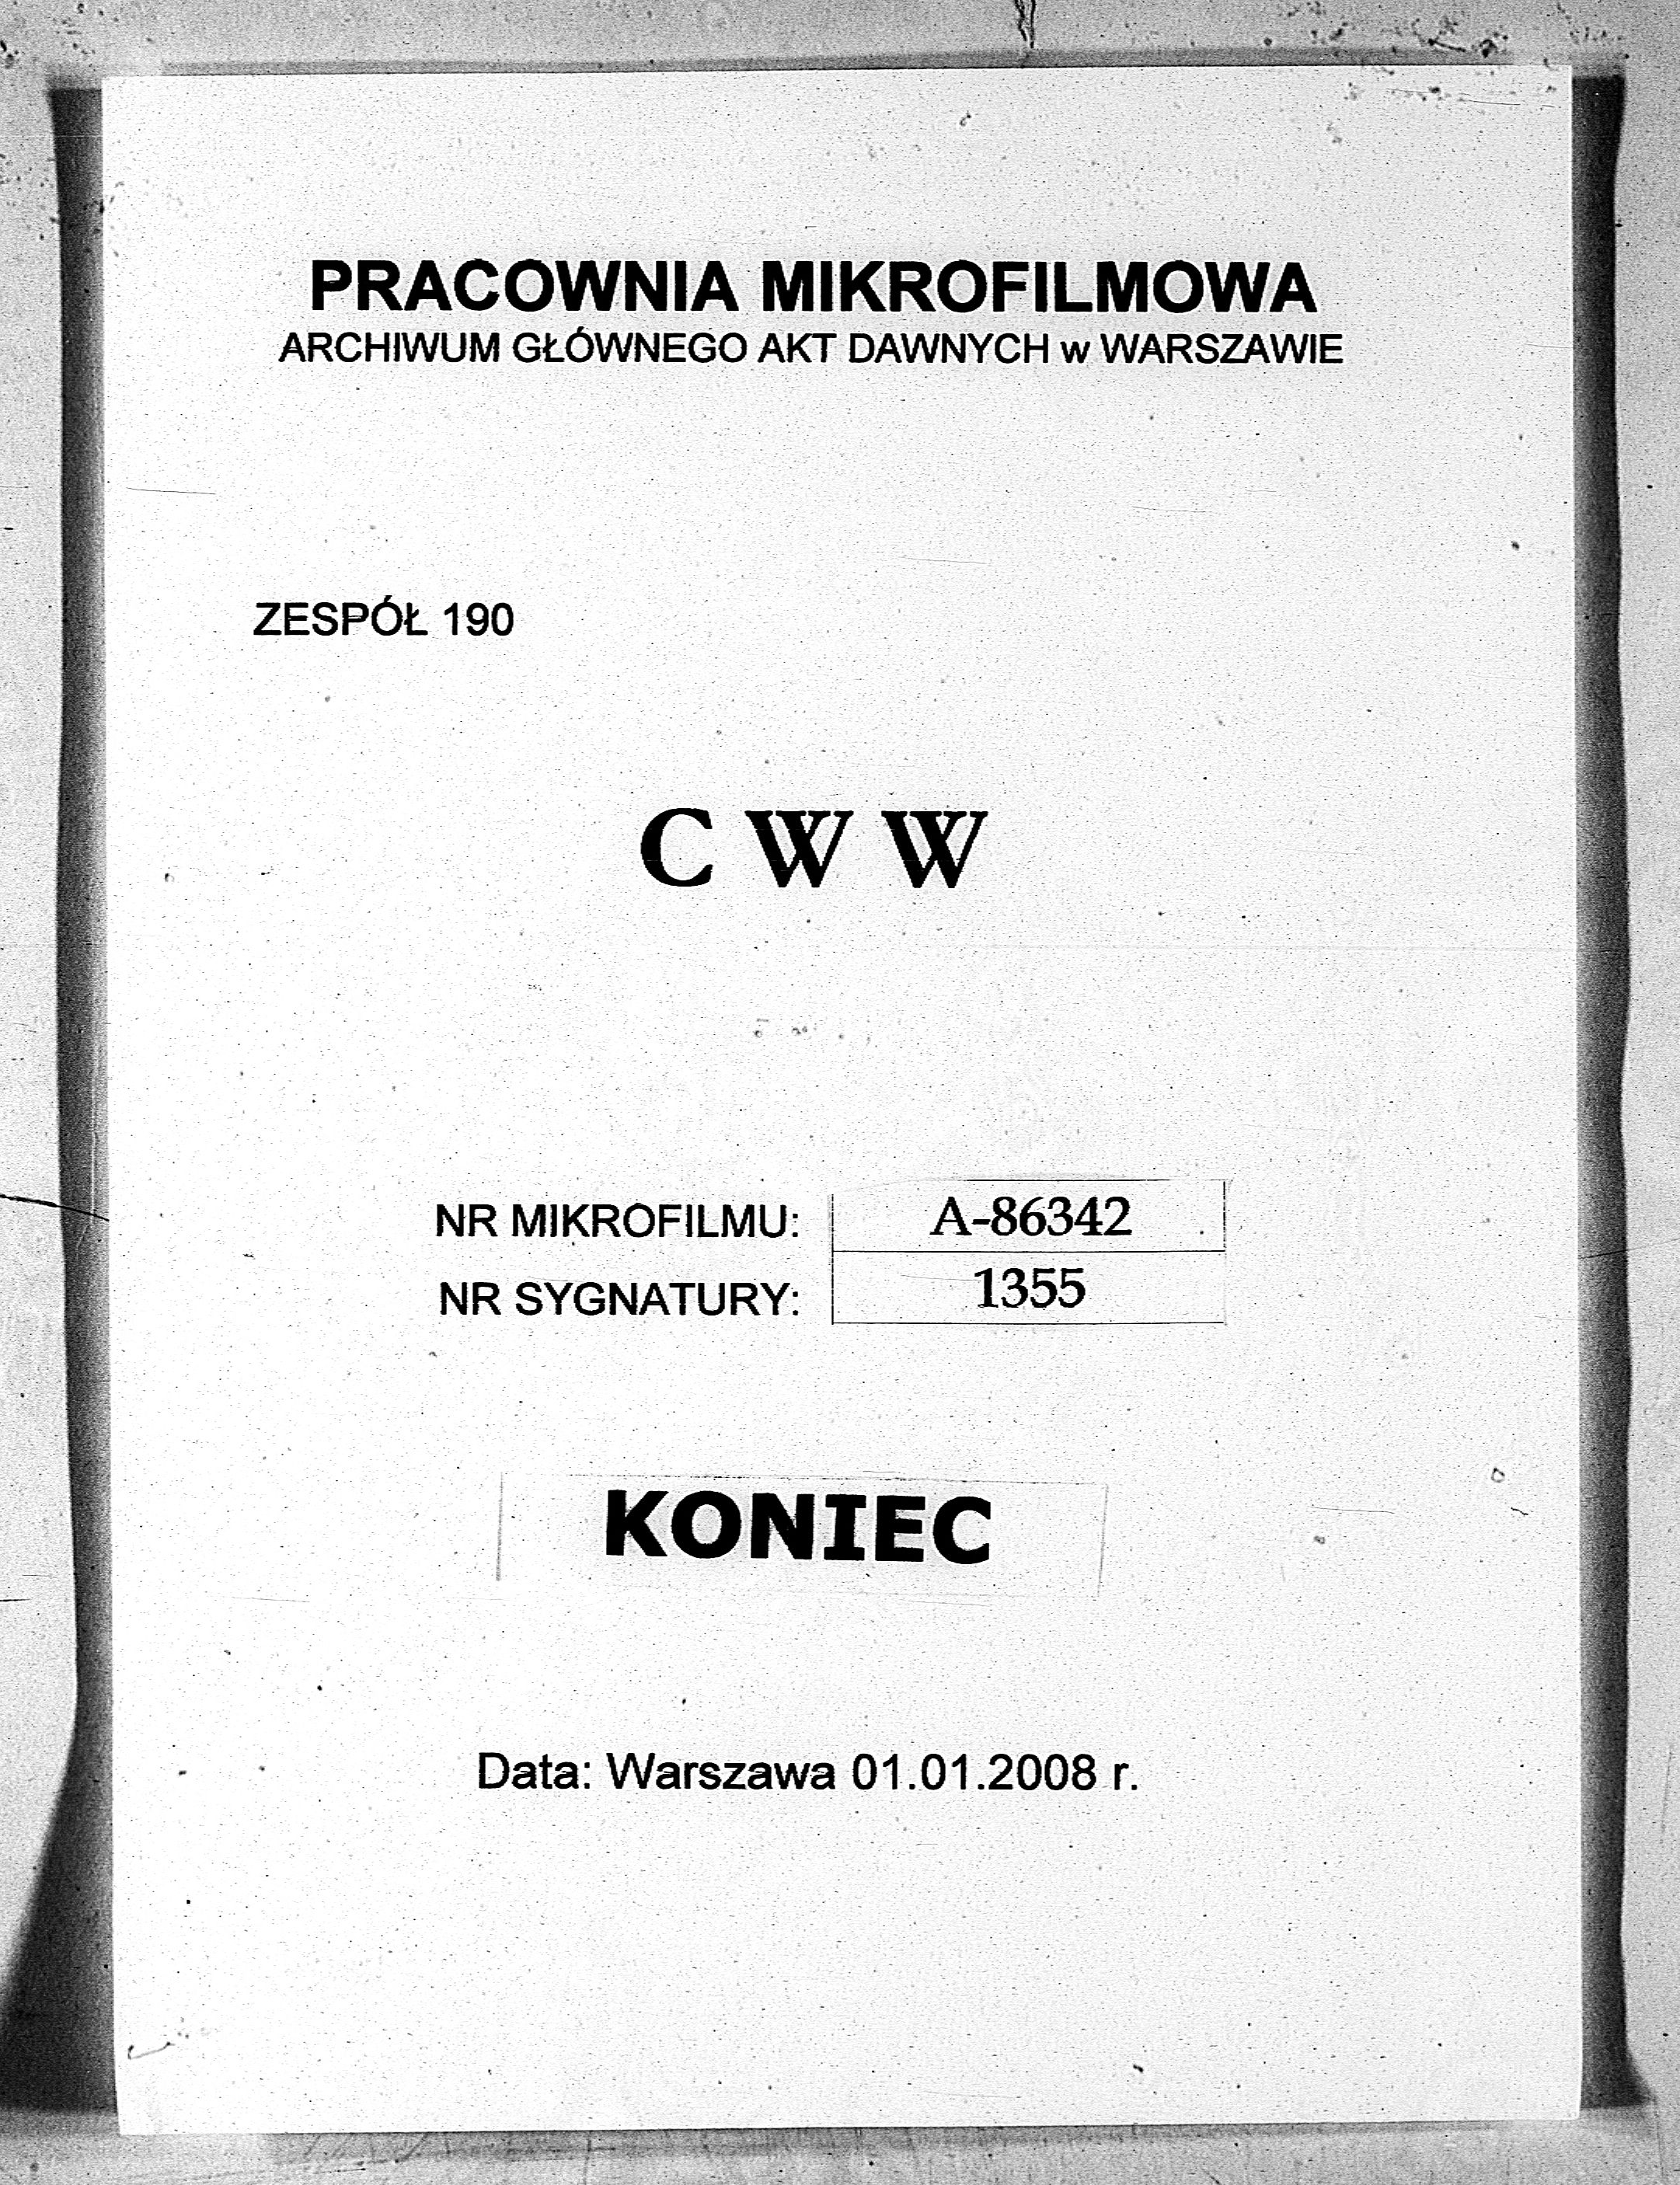 PRACOWNIA MIKROFILMOWA
ARCHIWUM GŁÓWNEGO AKT DAWNYCH w WARSZAWIE
ZESPÓŁ 190
C W W
NR MIKROFILMU: A-86342
NR SYGNATURY: 1355
KONIEC
Data: Warszawa 01.01.2008 r.